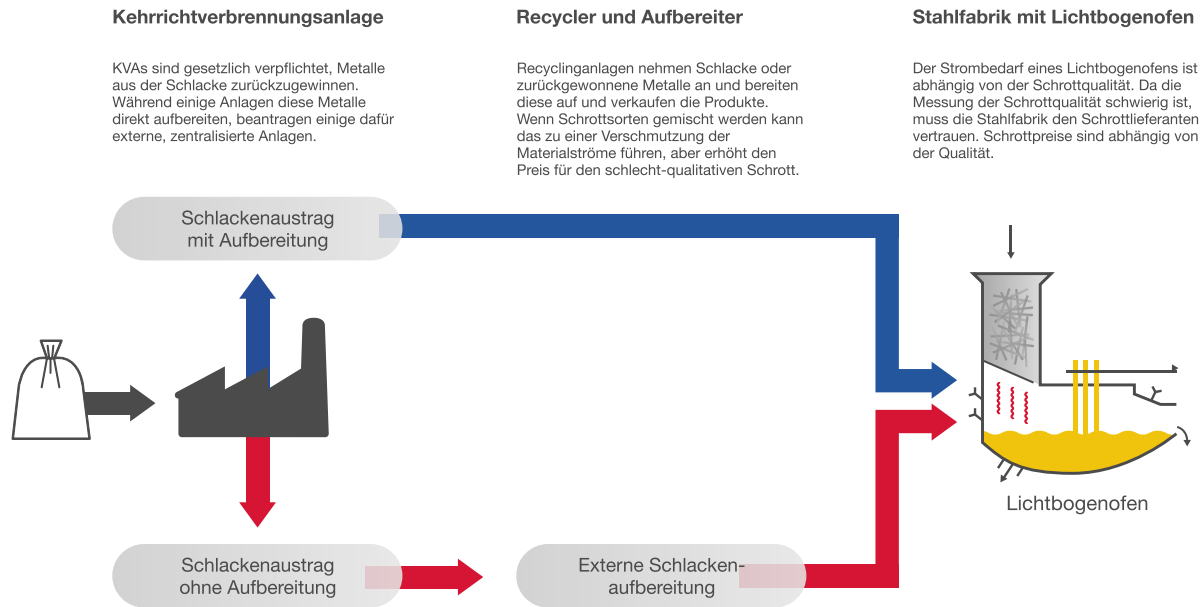 Kehrrichtverbrennungsanlage
KVAs sind gesetzlich verpflichtet, Metalle
aus der Schlacke zurückzugewinnen.
Während einige Anlagen diese Metalle
direkt aufbereiten, beantragen einige dafür
externe, zentralisierte Anlagen.
Recycler und Aufbereiter
Recyclinganlagen nehmen Schlacke oder
zurückgewonnene Metalle an und bereiten
diese auf und verkaufen die Produkte.
Wenn Schrottsorten gemischt werden kann
das zu einer Verschmutzung der
Materialströme führen, aber erhöht den
Preis für den schlecht-qualitativen Schrott.
Stahlfabrik mit Lichtbogenofen
Der Strombedarf eines Lichtbogenofens ist
abhängig von der Schrottqualität. Da die
Messung der Schrottqualität schwierig ist,
muss die Stahlfabrik den Schrottlieferanten
vertrauen. Schrottpreise sind abhängig von
der Qualität.
Schlackenaustrag
mit Aufbereitung
Lichtbogenofen
Schlackenaustrag
ohne Aufbereitung
Externe Schlacken-
aufbereitung